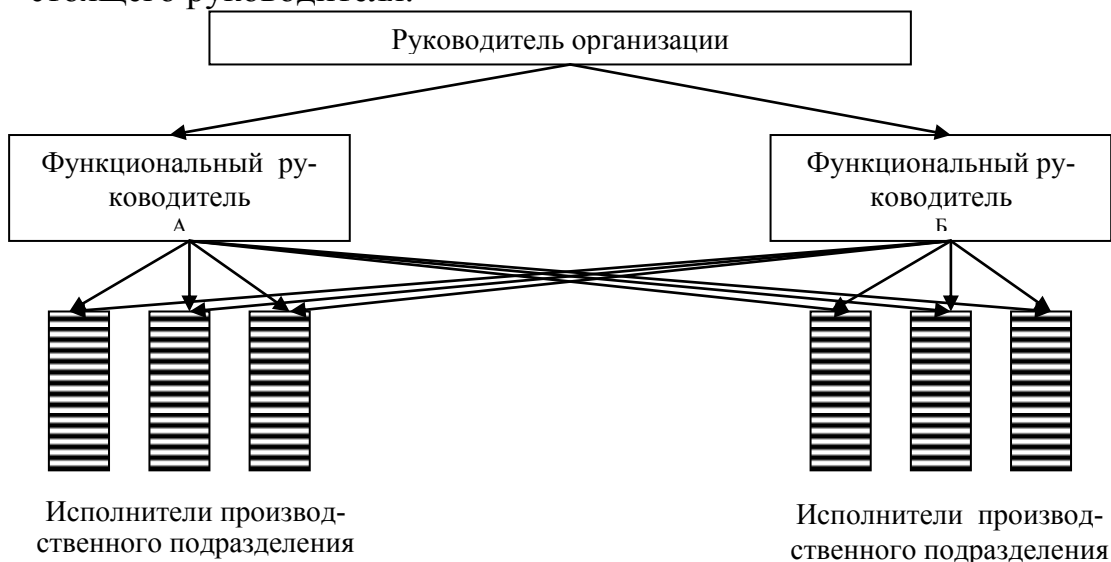 стоящего руководителя.
Руководитель организации
Функциональный ру-
ководитель
А
Функциональный ру-
ководитель
Б
Исполнители производ-
ственного подразделения
Исполнители производ-
ственного подразделения